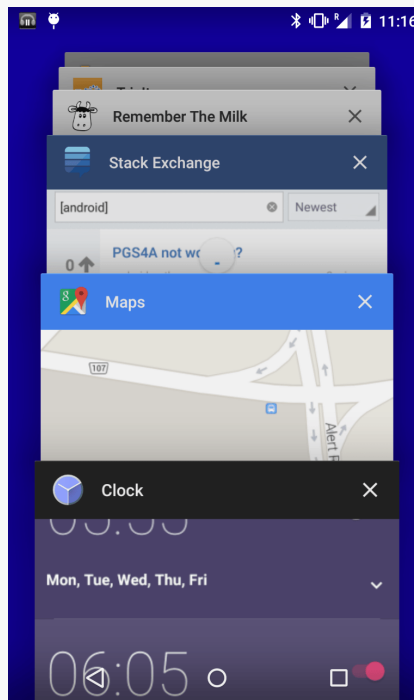 R
11:16
Remember The Milk
Stack Exchange
[android]
Newest
0
PGS4A not
?
8
Maps
107
Alert R
Clock
Mon, Tue, Wed, Thu, Fri
06:05